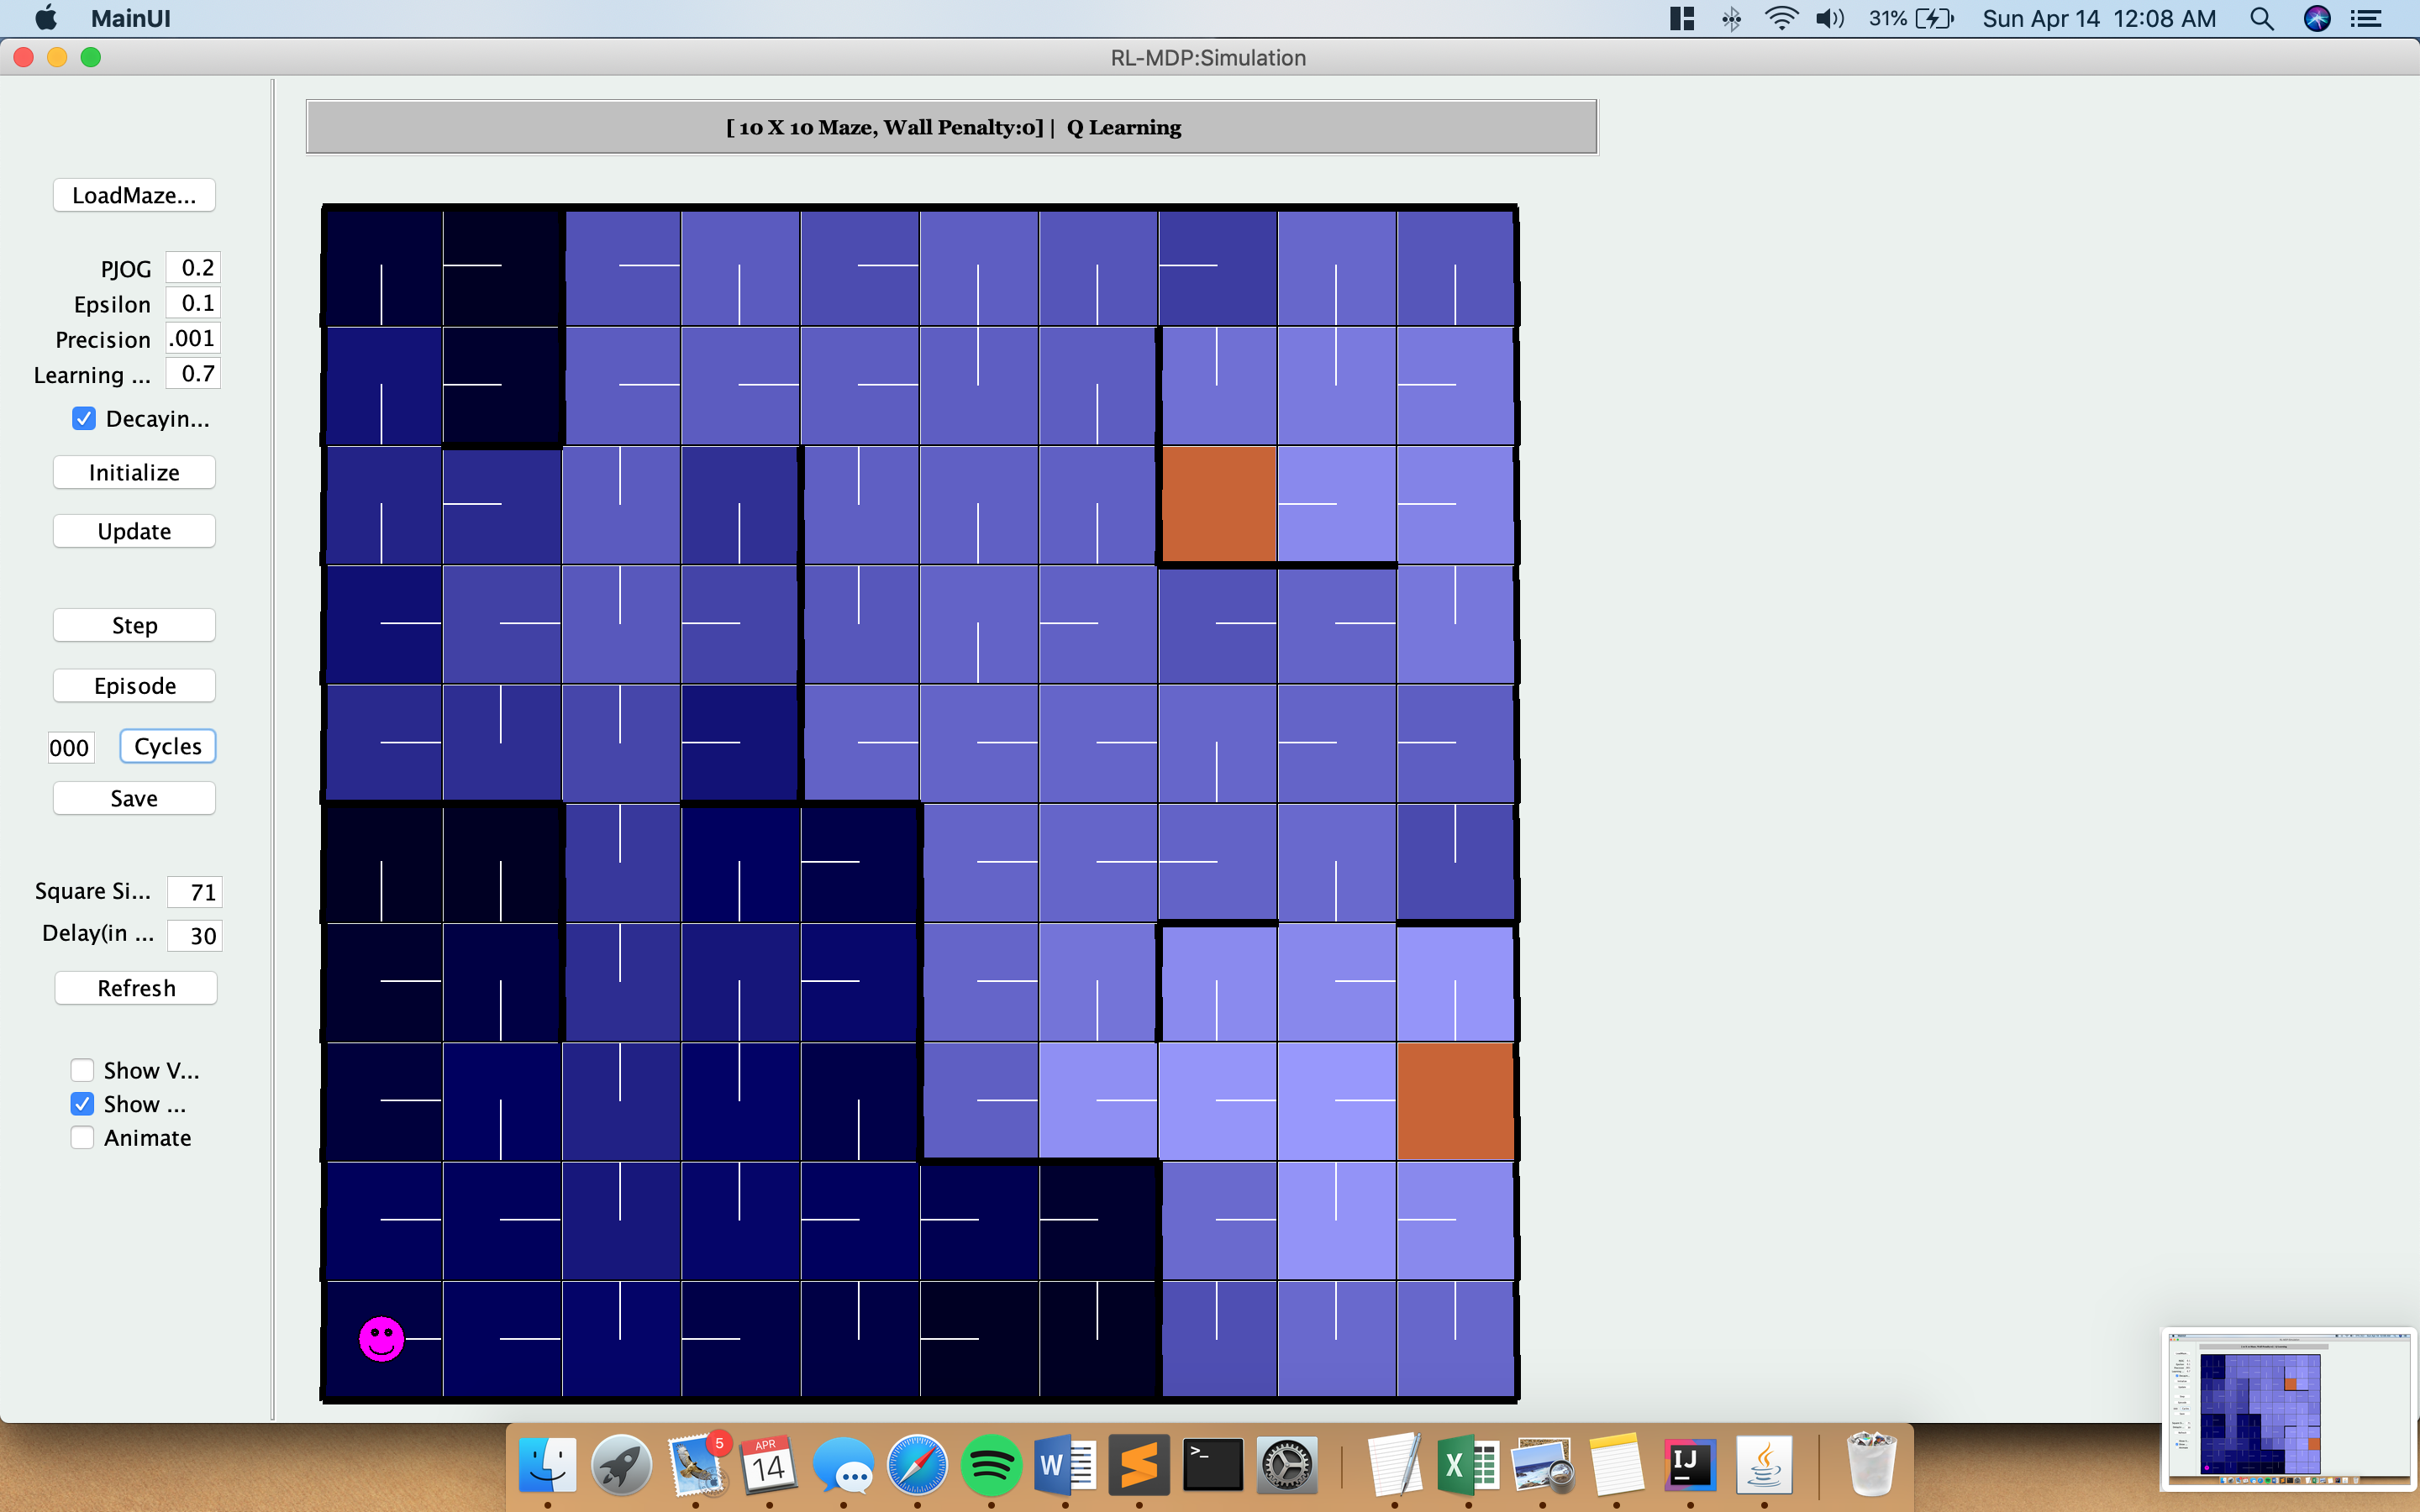 MainUI
31%
Sun Apr 14 12:08 AM
RL-MDP:Simulation
[ 10 X 10 Maze, Wall Penalty:0] | Q Learning
LoadMaze...
PJOG 0.2
Epsilon 0.1
Precision .001
Learning ... 0.7
Decayin...
Initialize
Update
Step
Episode
000 Cycles
Save
Square Si... 71
Delay(in ... 30
Refresh
Show V...
Show ...
Animate
5
APR
14
W
>_
X
IJ